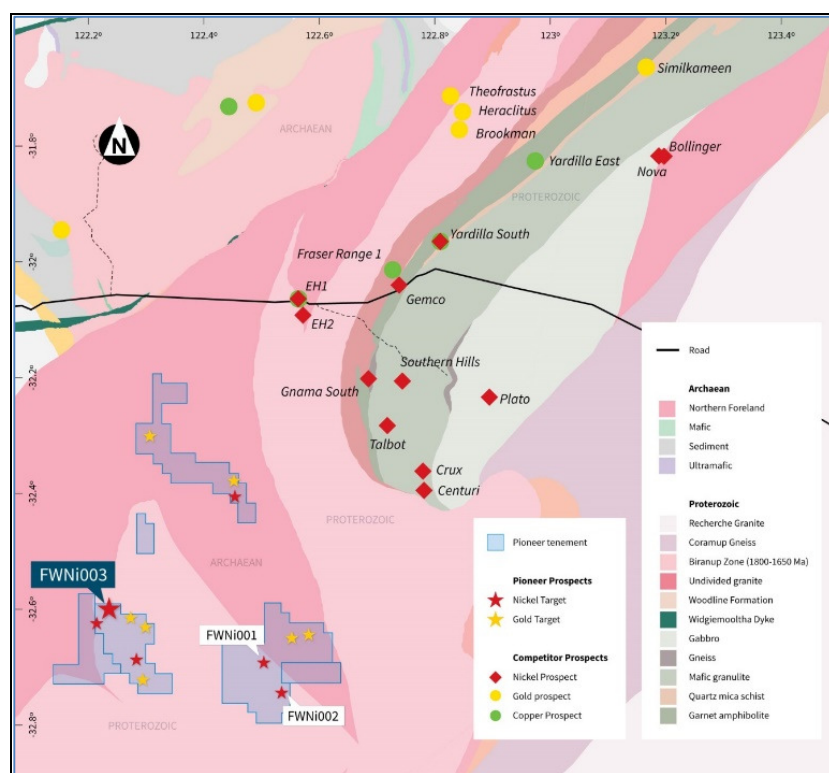 122.2°
122.4°
122.6°
122.8°
123°
123.2°
123.4°
Similkameen
Theofrastus
Heraclitus
Brookman
ARCHAEAN
N
-31.8°
Bollinger
Nova
Yardilla East
PROTEROZOIC
Yardilla South
Fraser Range 1
-32°
EH1
Gemco
EH2
Southern Hills
-32.2°
Gnama South
Plato
Talbot
Crux
-32.4°
Centuri
PROTEROZOIC
ARCHAEAN
FWNi003
-32.6°
FWNi001
FWNi002
-32.8°
PROTEROZOIC
Pioneer tenement
Pioneer Prospects
Nickel Target
Gold Target
Competitor Prospects
Nickel Prospect
Gold prospect
Copper Prospect
Road
Archaean
Northern Foreland
Mafic
Sediment
Ultramafic
Proterozoic
Recherche Granite
Coramup Gneiss
Biranup Zone (1800-1650 Ma)
Undivided granite
Woodline Formation
Widgiemooltha Dyke
Gabbro
Gneiss
Mafic granulite
Quartz mica schist
Garnet amphibolite